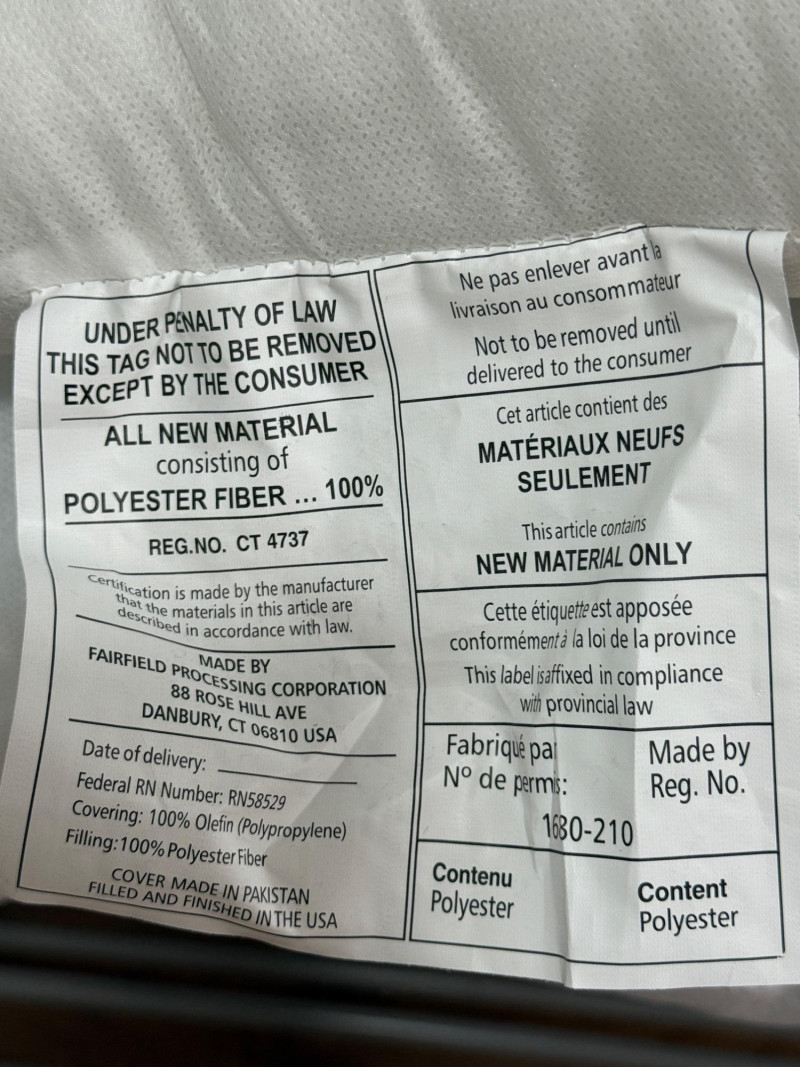 UNDER PENALTY OF LAW
THIS TAG NOT TO BE REMOVED
EXCEPT BY THE CONSUMER
ALL NEW MATERIAL
consisting of
POLYESTER FIBER ... 100%
REG.NO. CT 4737
Certification is made by the manufacturer
that the materials in this article are
described in accordance with law.
MADE BY
FAIRFIELD PROCESSING CORPORATION
88 ROSE HILL AVE
DANBURY, CT 06810 USA
Date of delivery:
Federal RN Number: RN58529
Covering: 100% Olefin (Polypropylene)
Filling: 100% Polyester Fiber
COVER MADE IN PAKISTAN
FILLED AND FINISHED IN THE USA
Ne pas enlever avant la
livraison au consommateur
Not to be removed until
delivered to the consumer
Cet article contient des
MATÉRIAUX NEUFS
SEULEMENT
This article contains
NEW MATERIAL ONLY
Cette étiquette est apposée
conformément à la loi de la province
This label is affixed in compliance
with provincial law
Fabriqué par
Nº de permis:
Made by
Reg. No.
1680-210
Contenu
Polyester
Content
Polyester